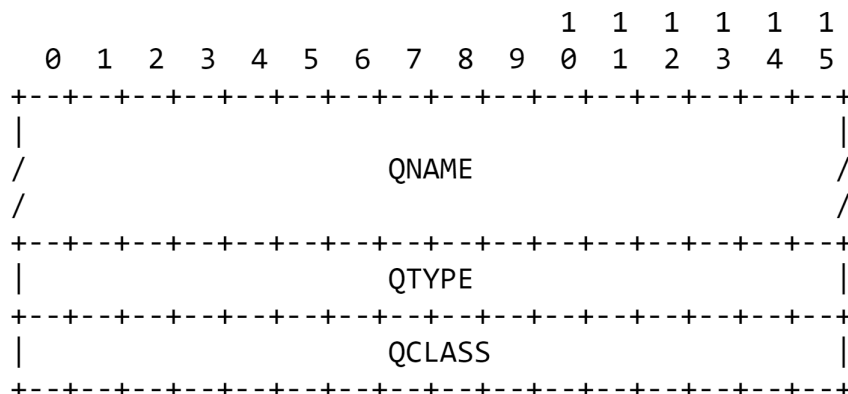 1  1  1  1  1  1
  0  1  2  3  4  5  6  7  8  9  0  1  2  3  4  5
+--+--+--+--+--+--+--+--+--+--+--+--+--+--+--+--+
|                                               |
/                     QNAME                     /
/                                               /
+--+--+--+--+--+--+--+--+--+--+--+--+--+--+--+--+
|                     QTYPE                     |
+--+--+--+--+--+--+--+--+--+--+--+--+--+--+--+--+
|                     QCLASS                    |
+--+--+--+--+--+--+--+--+--+--+--+--+--+--+--+--+